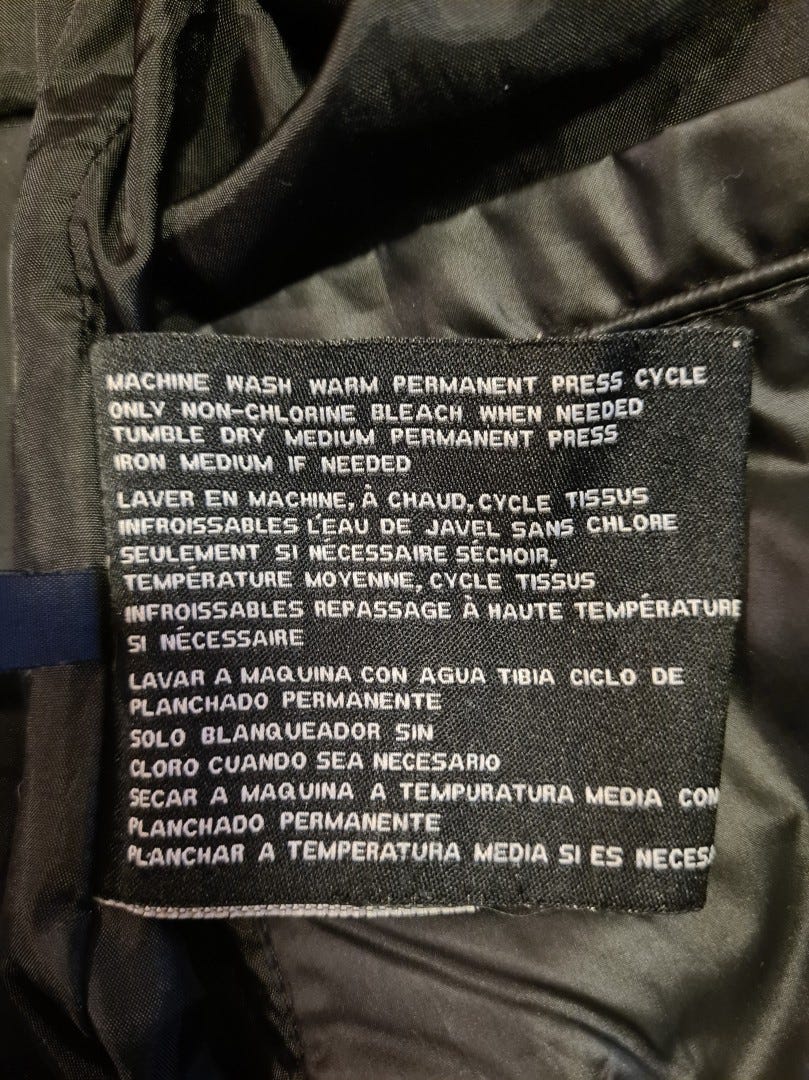 MACHINE WASH WARM PERMANENT PRESS CYCLE
ONLY NON-CHLORINE BLEACH WHEN NEEDED
TUMBLE DRY MEDIUM PERMANENT PRESS
IRON MEDIUM IF NEEDED
LAVER EN MACHINE, À CHAUD, CYCLE TISSUS
INFROISSABLES L'EAU DE JAVEL SANS CHLORE
SEULEMENT SI NÉCESSAIRE SÉCHOIR,
TEMPÉRATURE MOYENNE, CYCLE TISSUS
INFROISSABLES REPASSAGE À HAUTE TEMPÉRATURE
SI NÉCESSAIRE
LAVAR A MAQUINA CON AGUA TIBIA CICLO DE
PLANCHADO PERMANENTE
SOLO BLANQUEADOR SIN
CLORO CUANDO SEA NECESARIO
SECAR A MAQUINA A TEMPURATURA MEDIA CON
PLANCHADO PERMANENTE
PLANCHAR A TEMPERATURA MEDIA SI ES